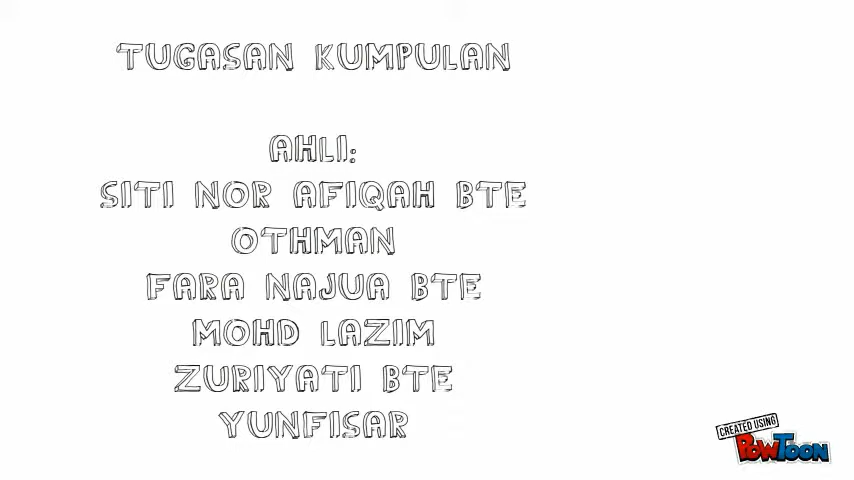 TUGASAN KUMPULAN
AHLI:
SITI NOR AFIQAH BTE
OTHMAN
FARA NAJUA BTE
MOHD LAZIM
ZURIYATI BTE
YUNFISAR
CREATED USING
POWTOON